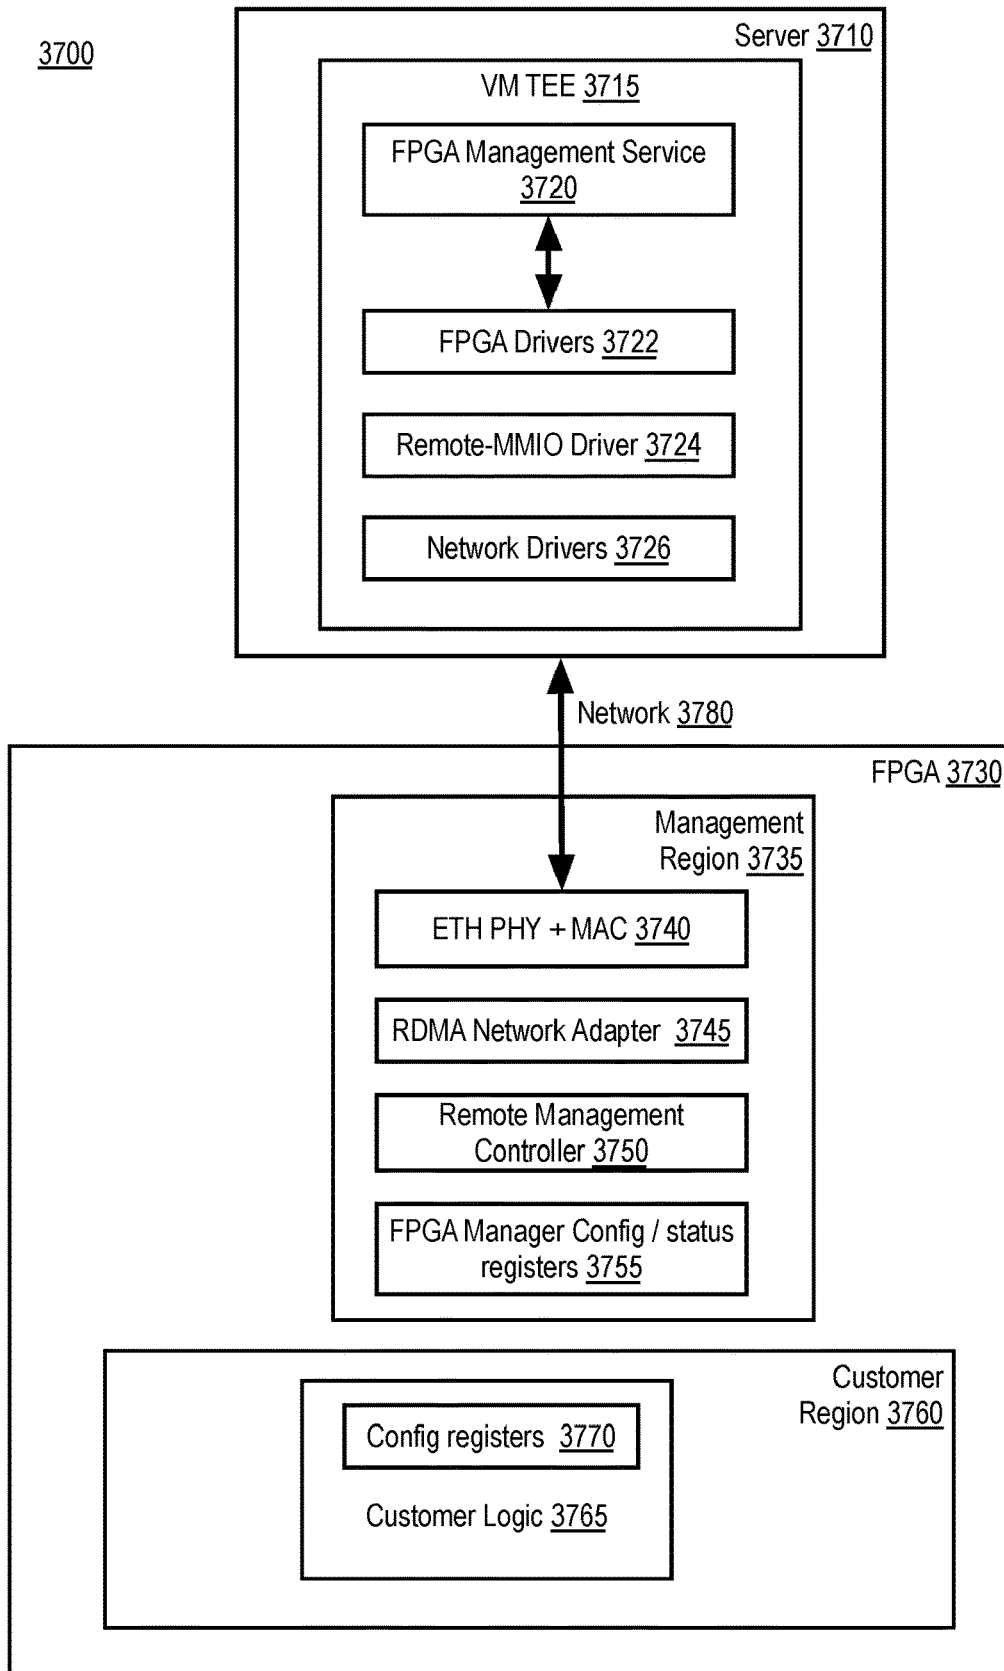 3700
Server 3710
VM TEE 3715
FPGA Management Service
3720
FPGA Drivers 3722
Remote-MMIO Driver 3724
Network Drivers 3726
Network 3780
FPGA 3730
Management
Region 3735
ETH PHY + MAC 3740
RDMA Network Adapter 3745
Remote Management
Controller 3750
FPGA Manager Config / status
registers 3755
Customer
Region 3760
Config registers 3770
Customer Logic 3765